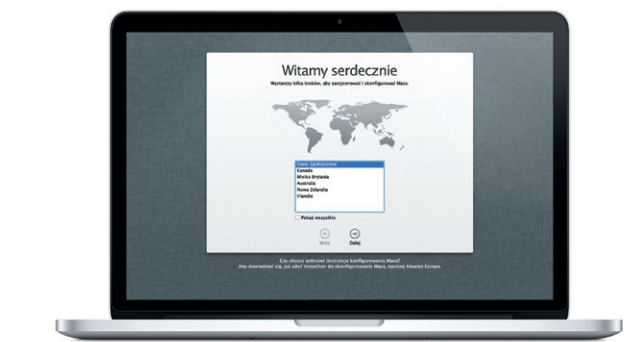 Witamy serdecznie
Wystarczy kilka kroków, aby zarejestrować i skonfigurować Maca.
Stany Zjednoczone
Kanada
Wielka Brytania
Australia
Nowa Zelandia
Irlandia
Pokaż wszystkie
Wróć
Dalej
Czy chcesz usłyszeć instrukcje konfigurowania Maca?
Aby dowiedzieć się, jak użyć VoiceOver do skonfigurowania Maca, naciśnij klawisz Escape.